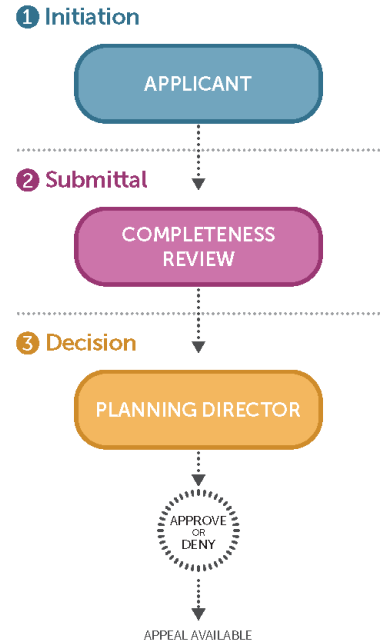 1 Initiation
APPLICANT
2 Submittal
COMPLETENESS
REVIEW
3 Decision
PLANNING DIRECTOR
APPROVE
OR
DENY
APPEAL AVAILABLE